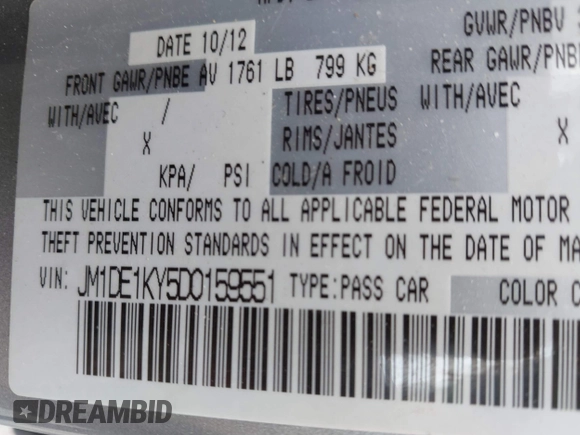 DATE 10/12
GVWR/PNBV
FRONT GAWR/PNBE AV 1761 LB 799 KG
REAR GAWR/PNBE
WITH/AVEC /
TIRES/PNEUS WITH/AVEC
X
RIMS/JANTES
X
KPA/ PSI COLD/A FROID
THIS VEHICLE CONFORMS TO ALL APPLICABLE FEDERAL MOTOR
THEFT PREVENTION STANDARDS IN EFFECT ON THE DATE OF MA
VIN: JM1DE1KY5D0159551 TYPE:PASS CAR COLOR C
DREAMBID